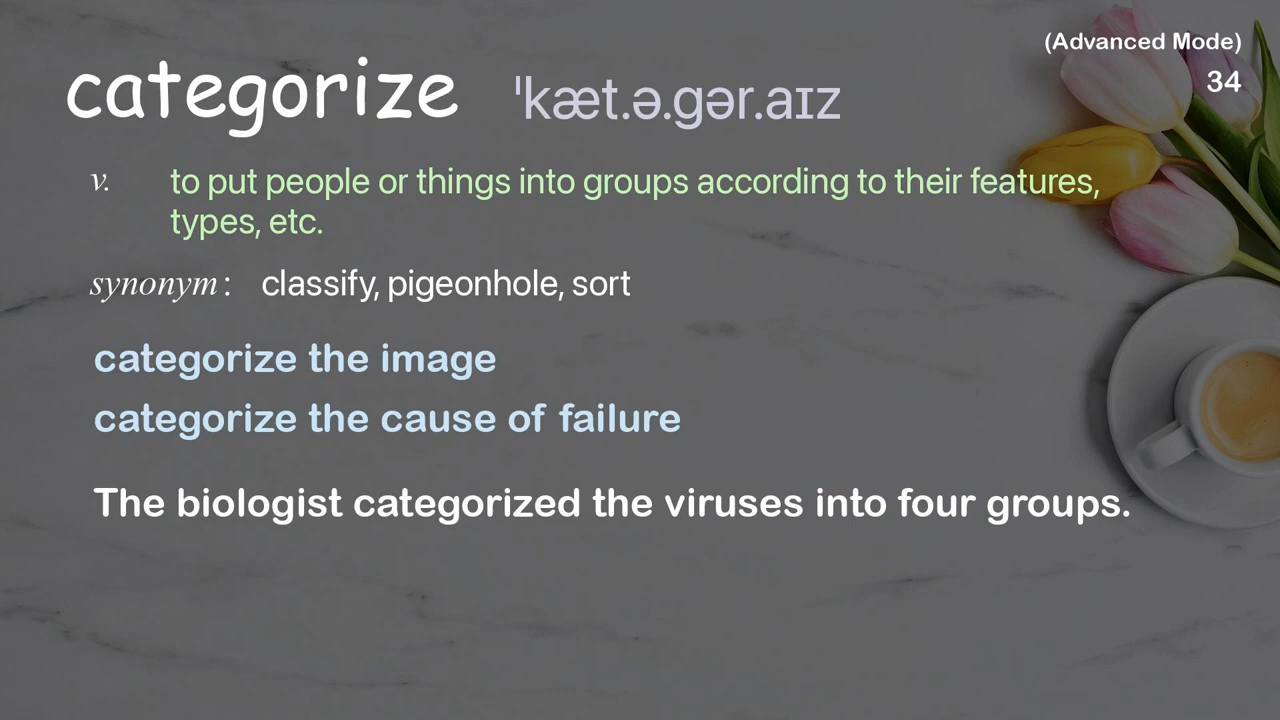 (Advanced Mode)
34
categorize ˈkæt.ə.gər.aɪz
v. to put people or things into groups according to their features,
types, etc.
synonym: classify, pigeonhole, sort
categorize the image
categorize the cause of failure
The biologist categorized the viruses into four groups.